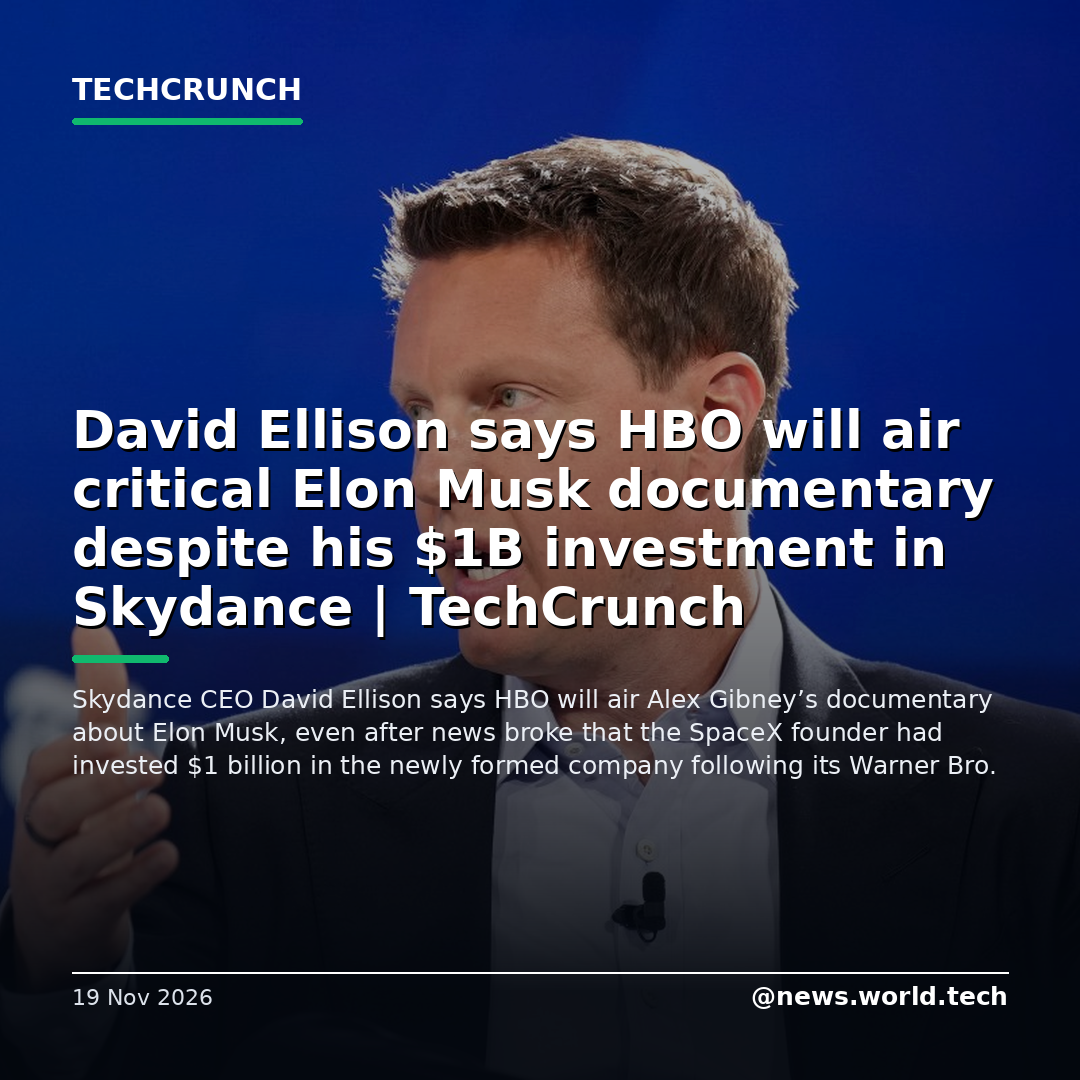 TECHCRUNCH
David Ellison says HBO will air
critical Elon Musk documentary
despite his $1B investment in
Skydance | TechCrunch
Skydance CEO David Ellison says HBO will air Alex Gibney’s documentary
about Elon Musk, even after news broke that the SpaceX founder had
invested $1 billion in the newly formed company following its Warner Bro.
19 Nov 2026
@news.world.tech